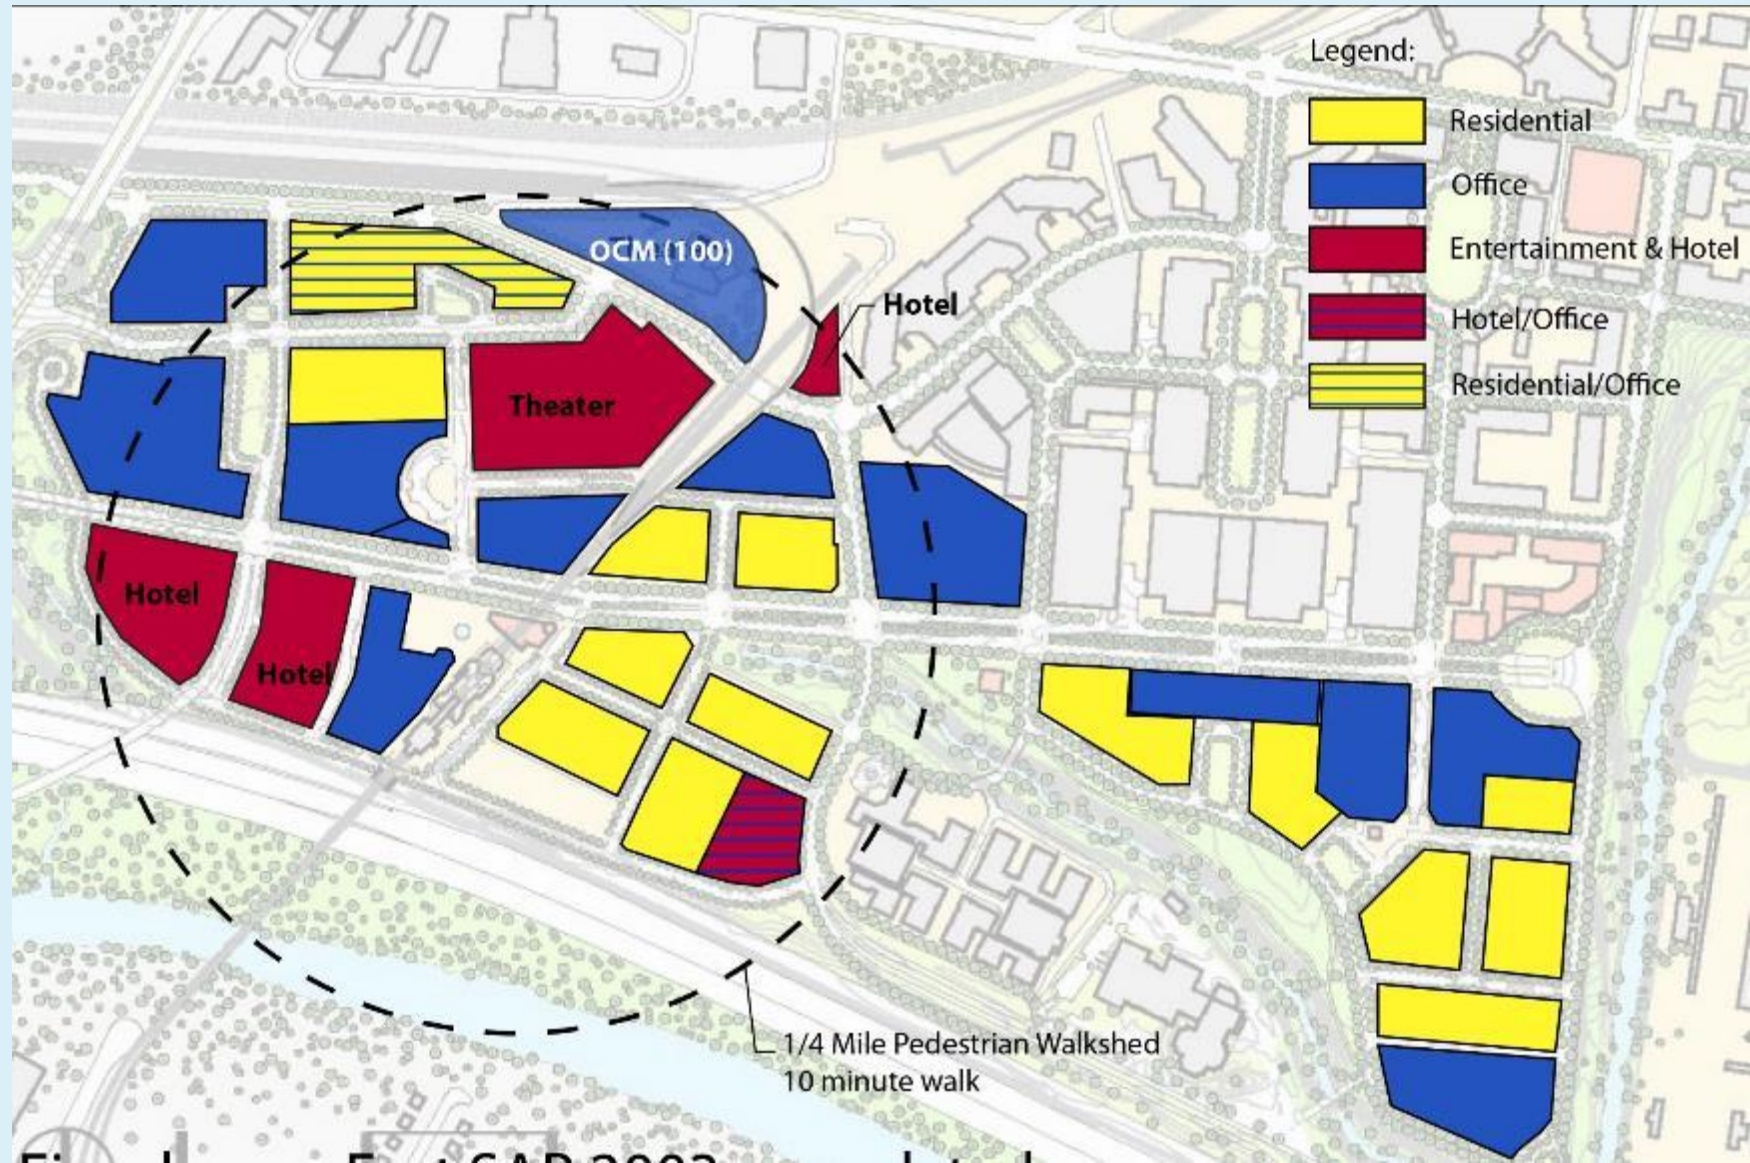 Legend:
Residential
Office
Entertainment & Hotel
Hotel/Office
Residential/Office
OCM (100)
Hotel
Theater
Hotel
Hotel
1/4 Mile Pedestrian Walkshed
10 minute walk